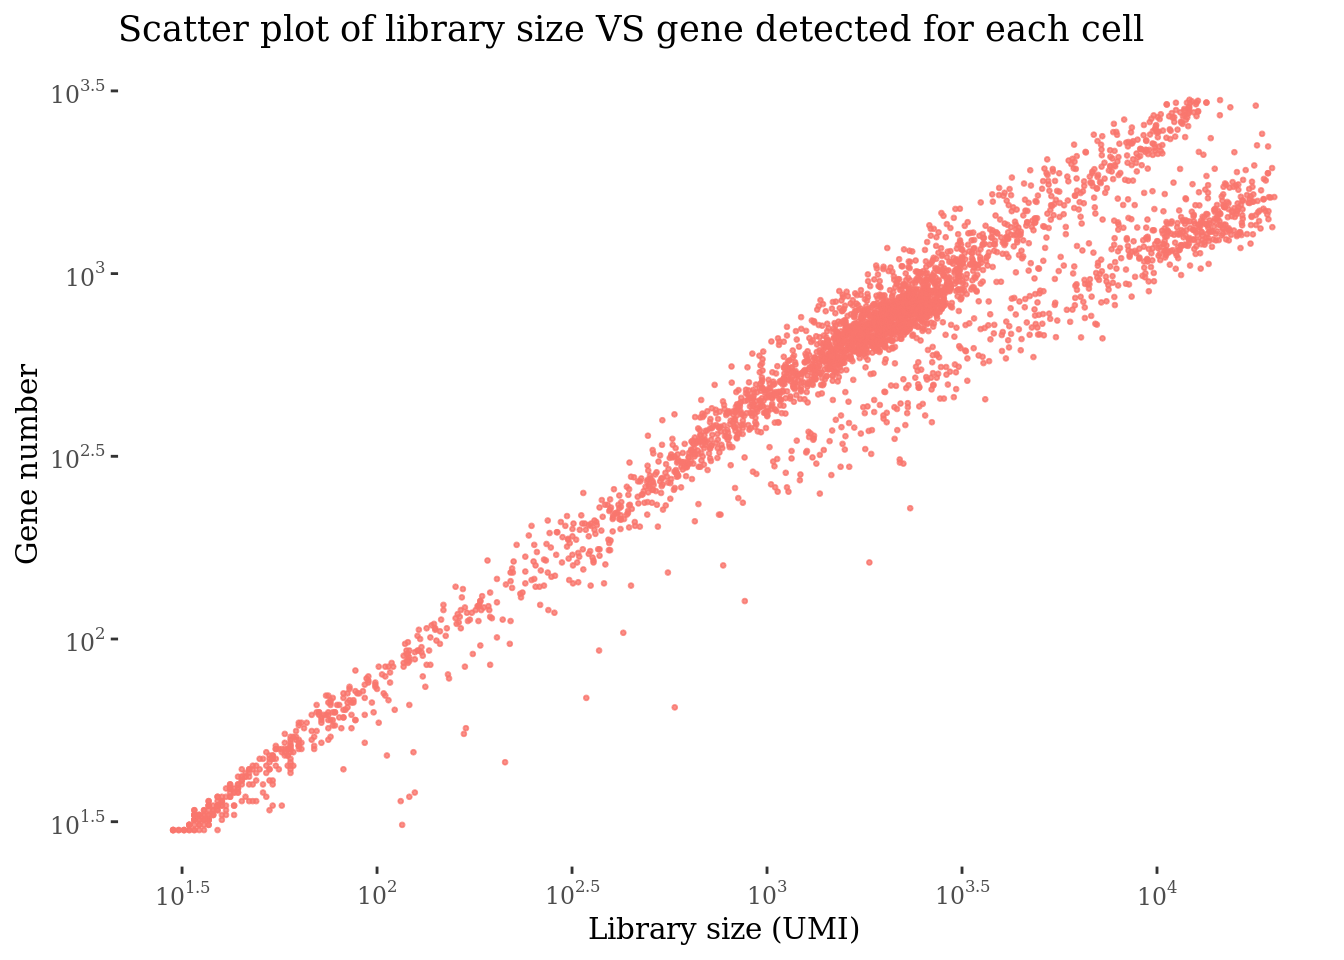 Scatter plot of library size VS gene detected for each cell
10^3.5
10^3
10^2.5
10^2
10^1.5
Gene number
10^1.5 10^2 10^2.5 10^3 10^3.5 10^4
Library size (UMI)